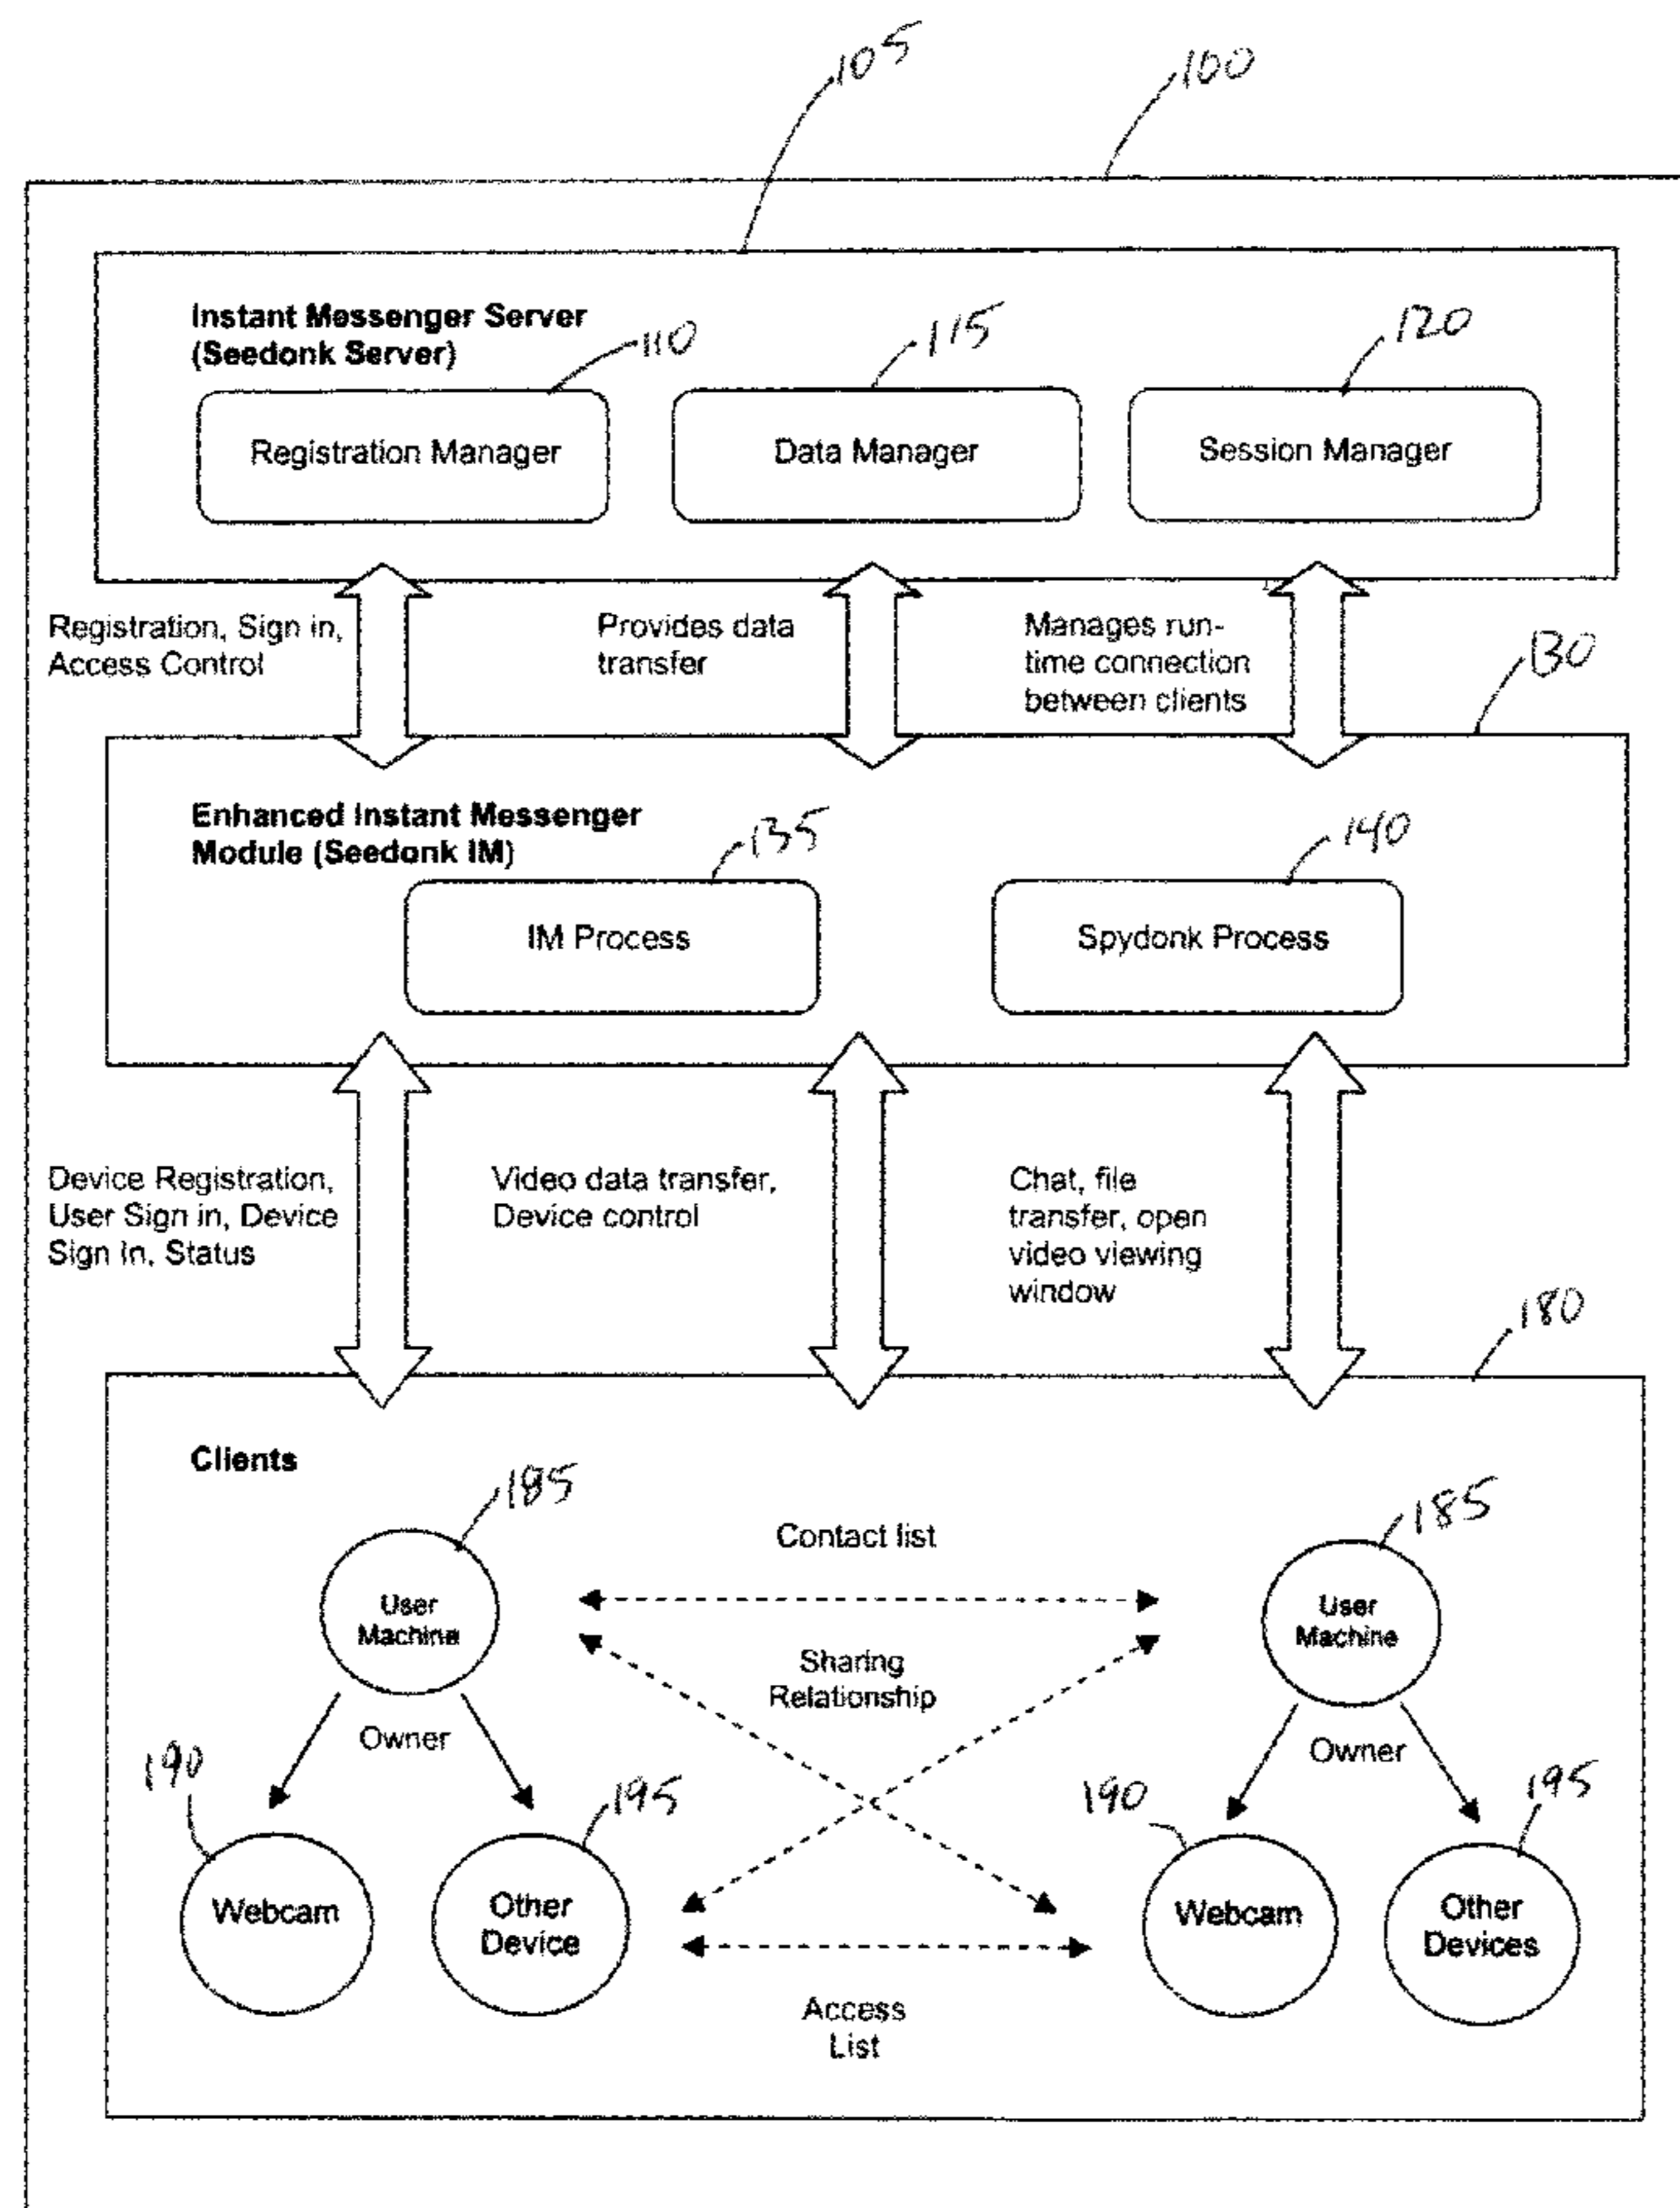 105
100
Instant Messenger Server
(Seedonk Server)
110
115
120
Registration Manager
Data Manager
Session Manager
Registration, Sign in,
Access Control
Provides data
transfer
Manages run-
time connection
between clients
130
Enhanced Instant Messenger
Module (Seedonk IM)
135
140
IM Process
Spydonk Process
Device Registration,
User Sign in, Device
Sign in, Status
Video data transfer,
Device control
Chat, file
transfer, open
video viewing
window
180
Clients
185
185
Contact list
User
Machine
User
Machine
Sharing
Relationship
Owner
Owner
190
195
190
195
Webcam
Other
Device
Webcam
Other
Devices
Access
List